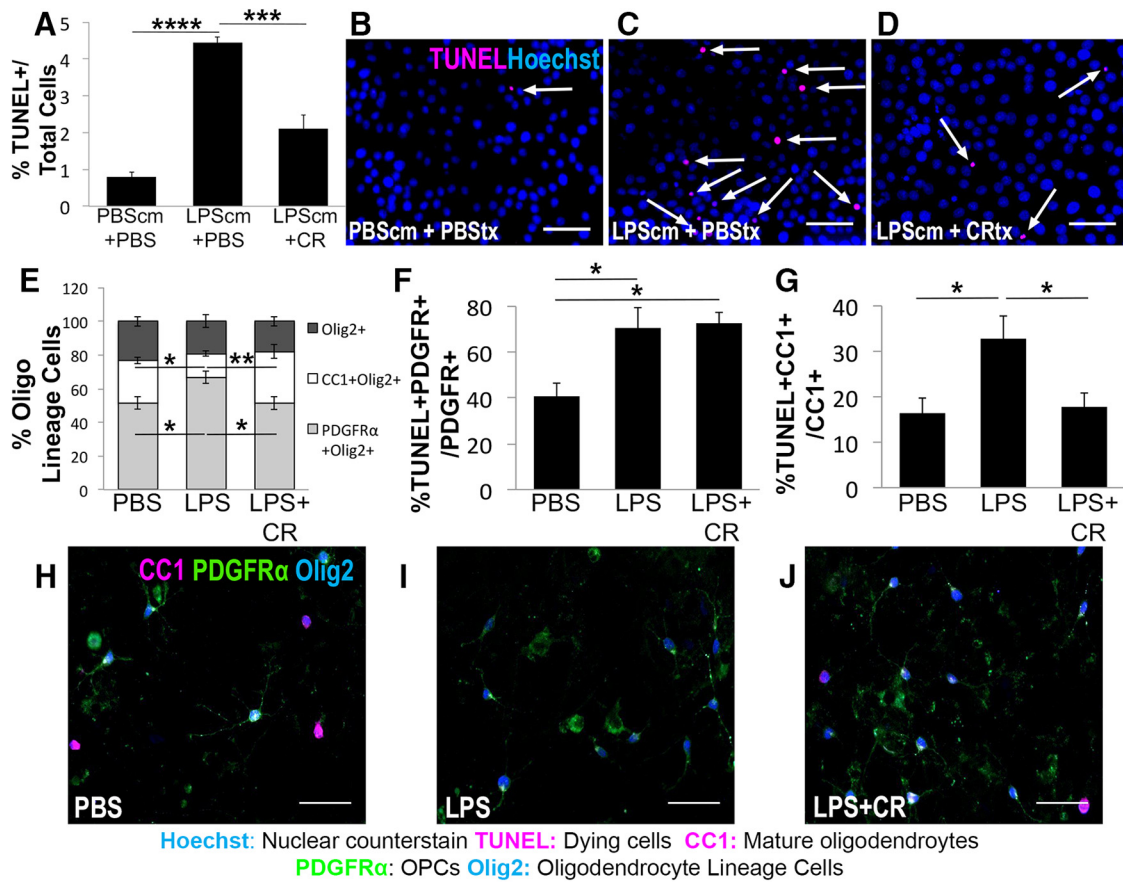 A
% TUNEL+/
Total Cells
5
4
3
2
1
0
****
***
PBScm
+PBS
LPScm
+PBS
LPScm
+CR
B
TUNELHoechst
PBScm + PBStx
C
LPScm + PBStx
D
LPScm + CRtx
E
% Oligo
Lineage Cells
120
100
80
60
40
20
0
*
**
*
*
PBS
LPS
LPS+
CR
Olig2+
CC1+Olig2+
PDGFRα
+Olig2+
F
%TUNEL+PDGFR+
/PDGFR+
80
60
40
20
0
*
*
PBS
LPS
LPS+
CR
G
%TUNEL+CC1+
/CC1+
40
30
20
10
0
*
*
PBS
LPS
LPS+
CR
H
CC1 PDGFRα Olig2
PBS
I
LPS
J
LPS+CR
Hoechst: Nuclear counterstain TUNEL: Dying cells CC1: Mature oligodendroytes
PDGFRα: OPCs Olig2: Oligodendrocyte Lineage Cells